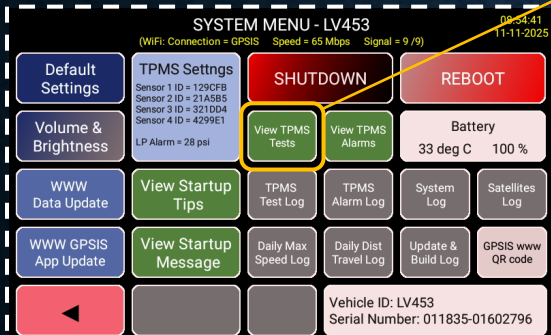 SYSTEM MENU - LV453
(WiFi: Connection = GPSIS Speed = 65 Mbps Signal = 9 /9)
08:54:41
11-11-2025
Default
Settings
TPMS Settngs
Sensor 1 ID = 129CFB
Sensor 2 ID = 21A5B5
Sensor 3 ID = 321DD4
Sensor 4 ID = 4299E1
LP Alarm = 28 psi
SHUTDOWN
REBOOT
Volume &
Brightness
View TPMS
Tests
View TPMS
Alarms
Battery
33 deg C 100 %
WWW
Data Update
View Startup
Tips
TPMS
Test Log
TPMS
Alarm Log
System
Log
Satellites
Log
WWW GPSIS
App Update
View Startup
Message
Daily Max
Speed Log
Daily Dist
Travel Log
Update &
Build Log
GPSIS www
QR code
Vehicle ID: LV453
Serial Number: 011835-01602796